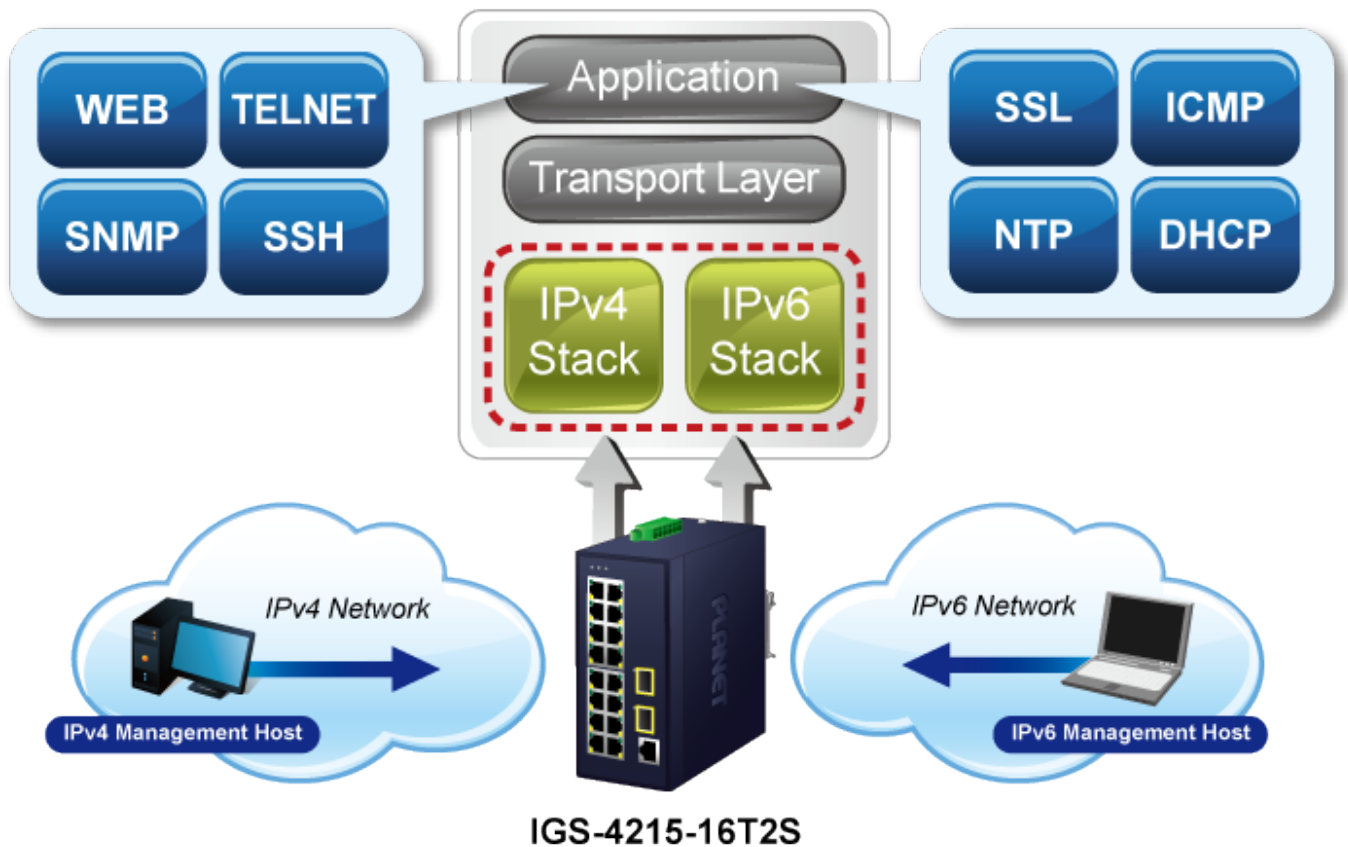 Application
Transport Layer
IPv4 Stack
IPv6 Stack
WEB
TELNET
SNMP
SSH
SSL
ICMP
NTP
DHCP
IPv4 Network
IPv4 Management Host
PLANET
IPv6 Network
IPv6 Management Host
IGS-4215-16T2S